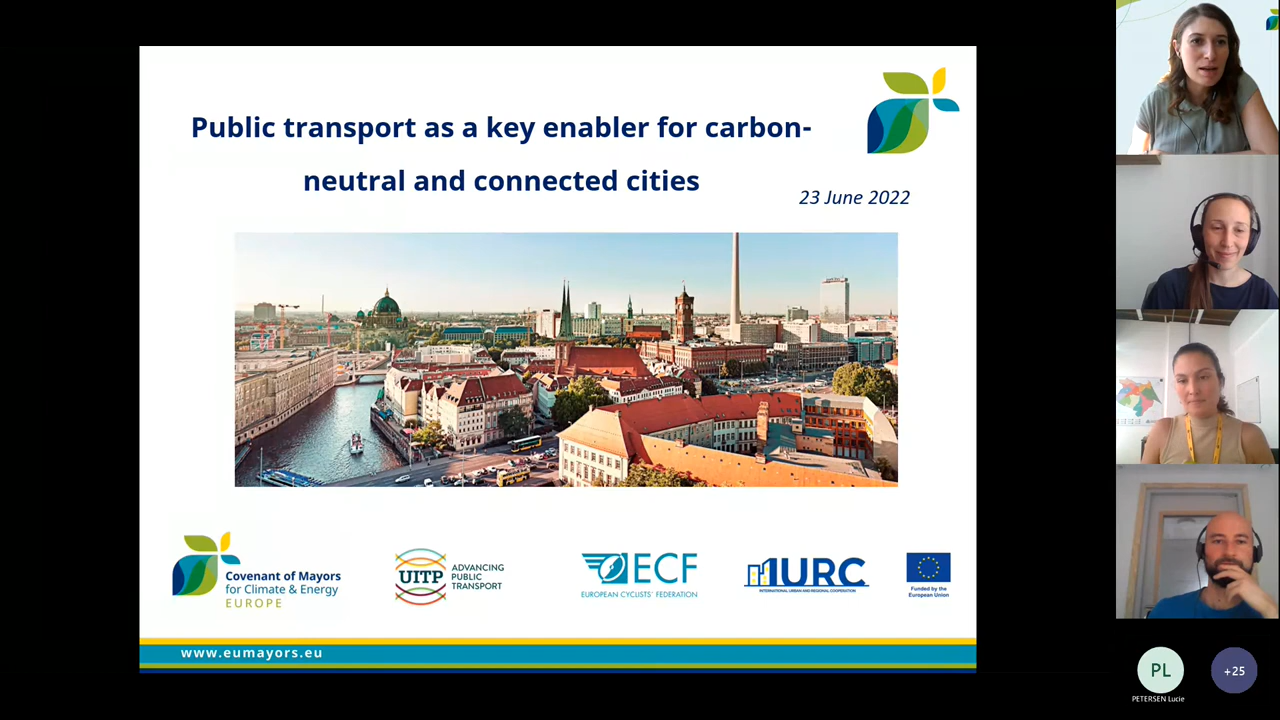 Public transport as a key enabler for carbon-
neutral and connected cities
23 June 2022
Covenant of Mayors
for Climate & Energy
EUROPE
UITP
ADVANCING
PUBLIC
TRANSPORT
ECF
EUROPEAN CYCLISTS' FEDERATION
IURC
INTERNATIONAL URBAN AND REGIONAL COOPERATION
Funded by the
European Union
www.eumayors.eu
PL
PETERSEN Lucie
+25